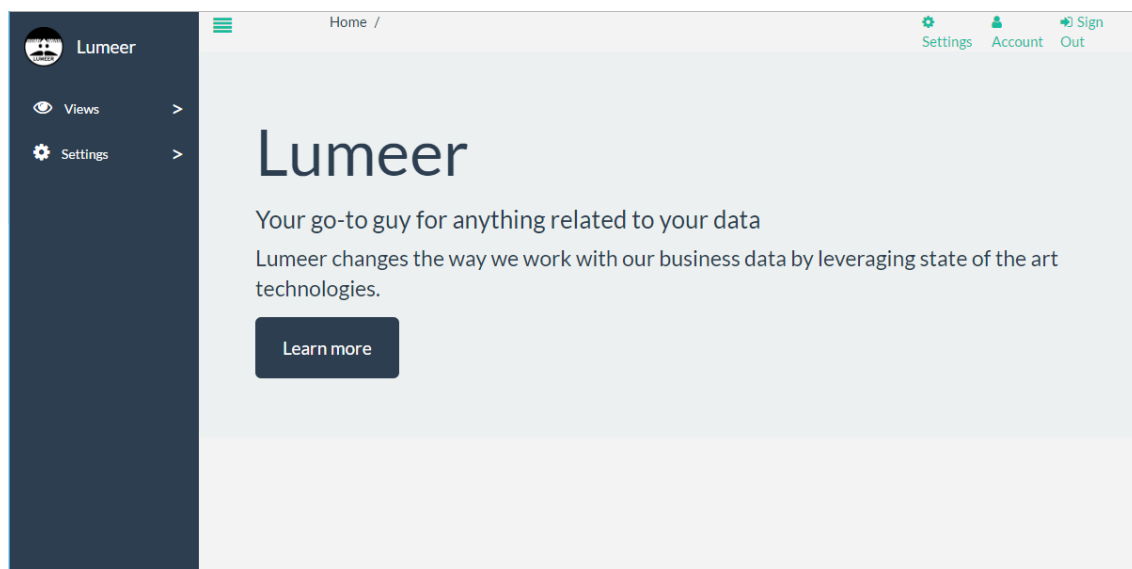 LUMEER
Lumeer
Views >
Settings >
Home /
Settings
Account
Sign
Out
Lumeer
Your go-to guy for anything related to your data
Lumeer changes the way we work with our business data by leveraging state of the art
technologies.
Learn more